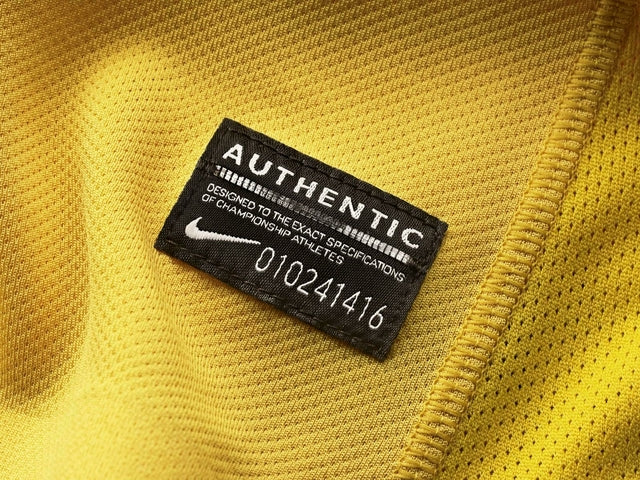 AUTHENTIC
DESIGNED TO THE EXACT SPECIFICATIONS
OF CHAMPIONSHIP ATHLETES
010241416